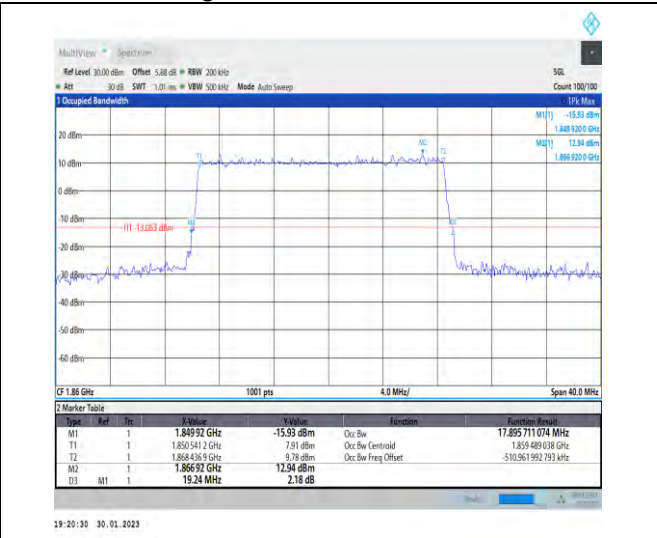 MultiView Spectrum
Ref Level 30.00 dBm Offset 5.88 dB RBW 200 kHz SGL
Att 30 dB SWT 1.01 ms VBW 500 kHz Mode Auto Sweep Count 100/100
1 Occupied Bandwidth 1Pk Max
M1[1] -15.93 dBm
1.849 920 0 GHz
M2[1] 12.94 dBm
1.866 920 0 GHz
20 dBm
M2
T1 T2
10 dBm
0 dBm
-10 dBm
H1 -13.063 dBm
M1
-20 dBm
-30 dBm
-40 dBm
-50 dBm
-60 dBm
CF 1.86 GHz 1001 pts 4.0 MHz/ Span 40.0 MHz
2 Marker Table
Type Ref Trc X-Value Y-Value Function Function Result
M1 1 1.849 92 GHz -15.93 dBm Occ Bw 17.895 711 074 MHz
T1 1 1.850 541 2 GHz 7.91 dBm Occ Bw Centroid 1.859 489 038 GHz
T2 1 1.868 436 9 GHz 9.78 dBm Occ Bw Freq Offset -510.961 992 793 kHz
M2 1 1.866 92 GHz 12.94 dBm
D3 M1 1 19.24 MHz 2.18 dB
19:20:30 30.01.2023